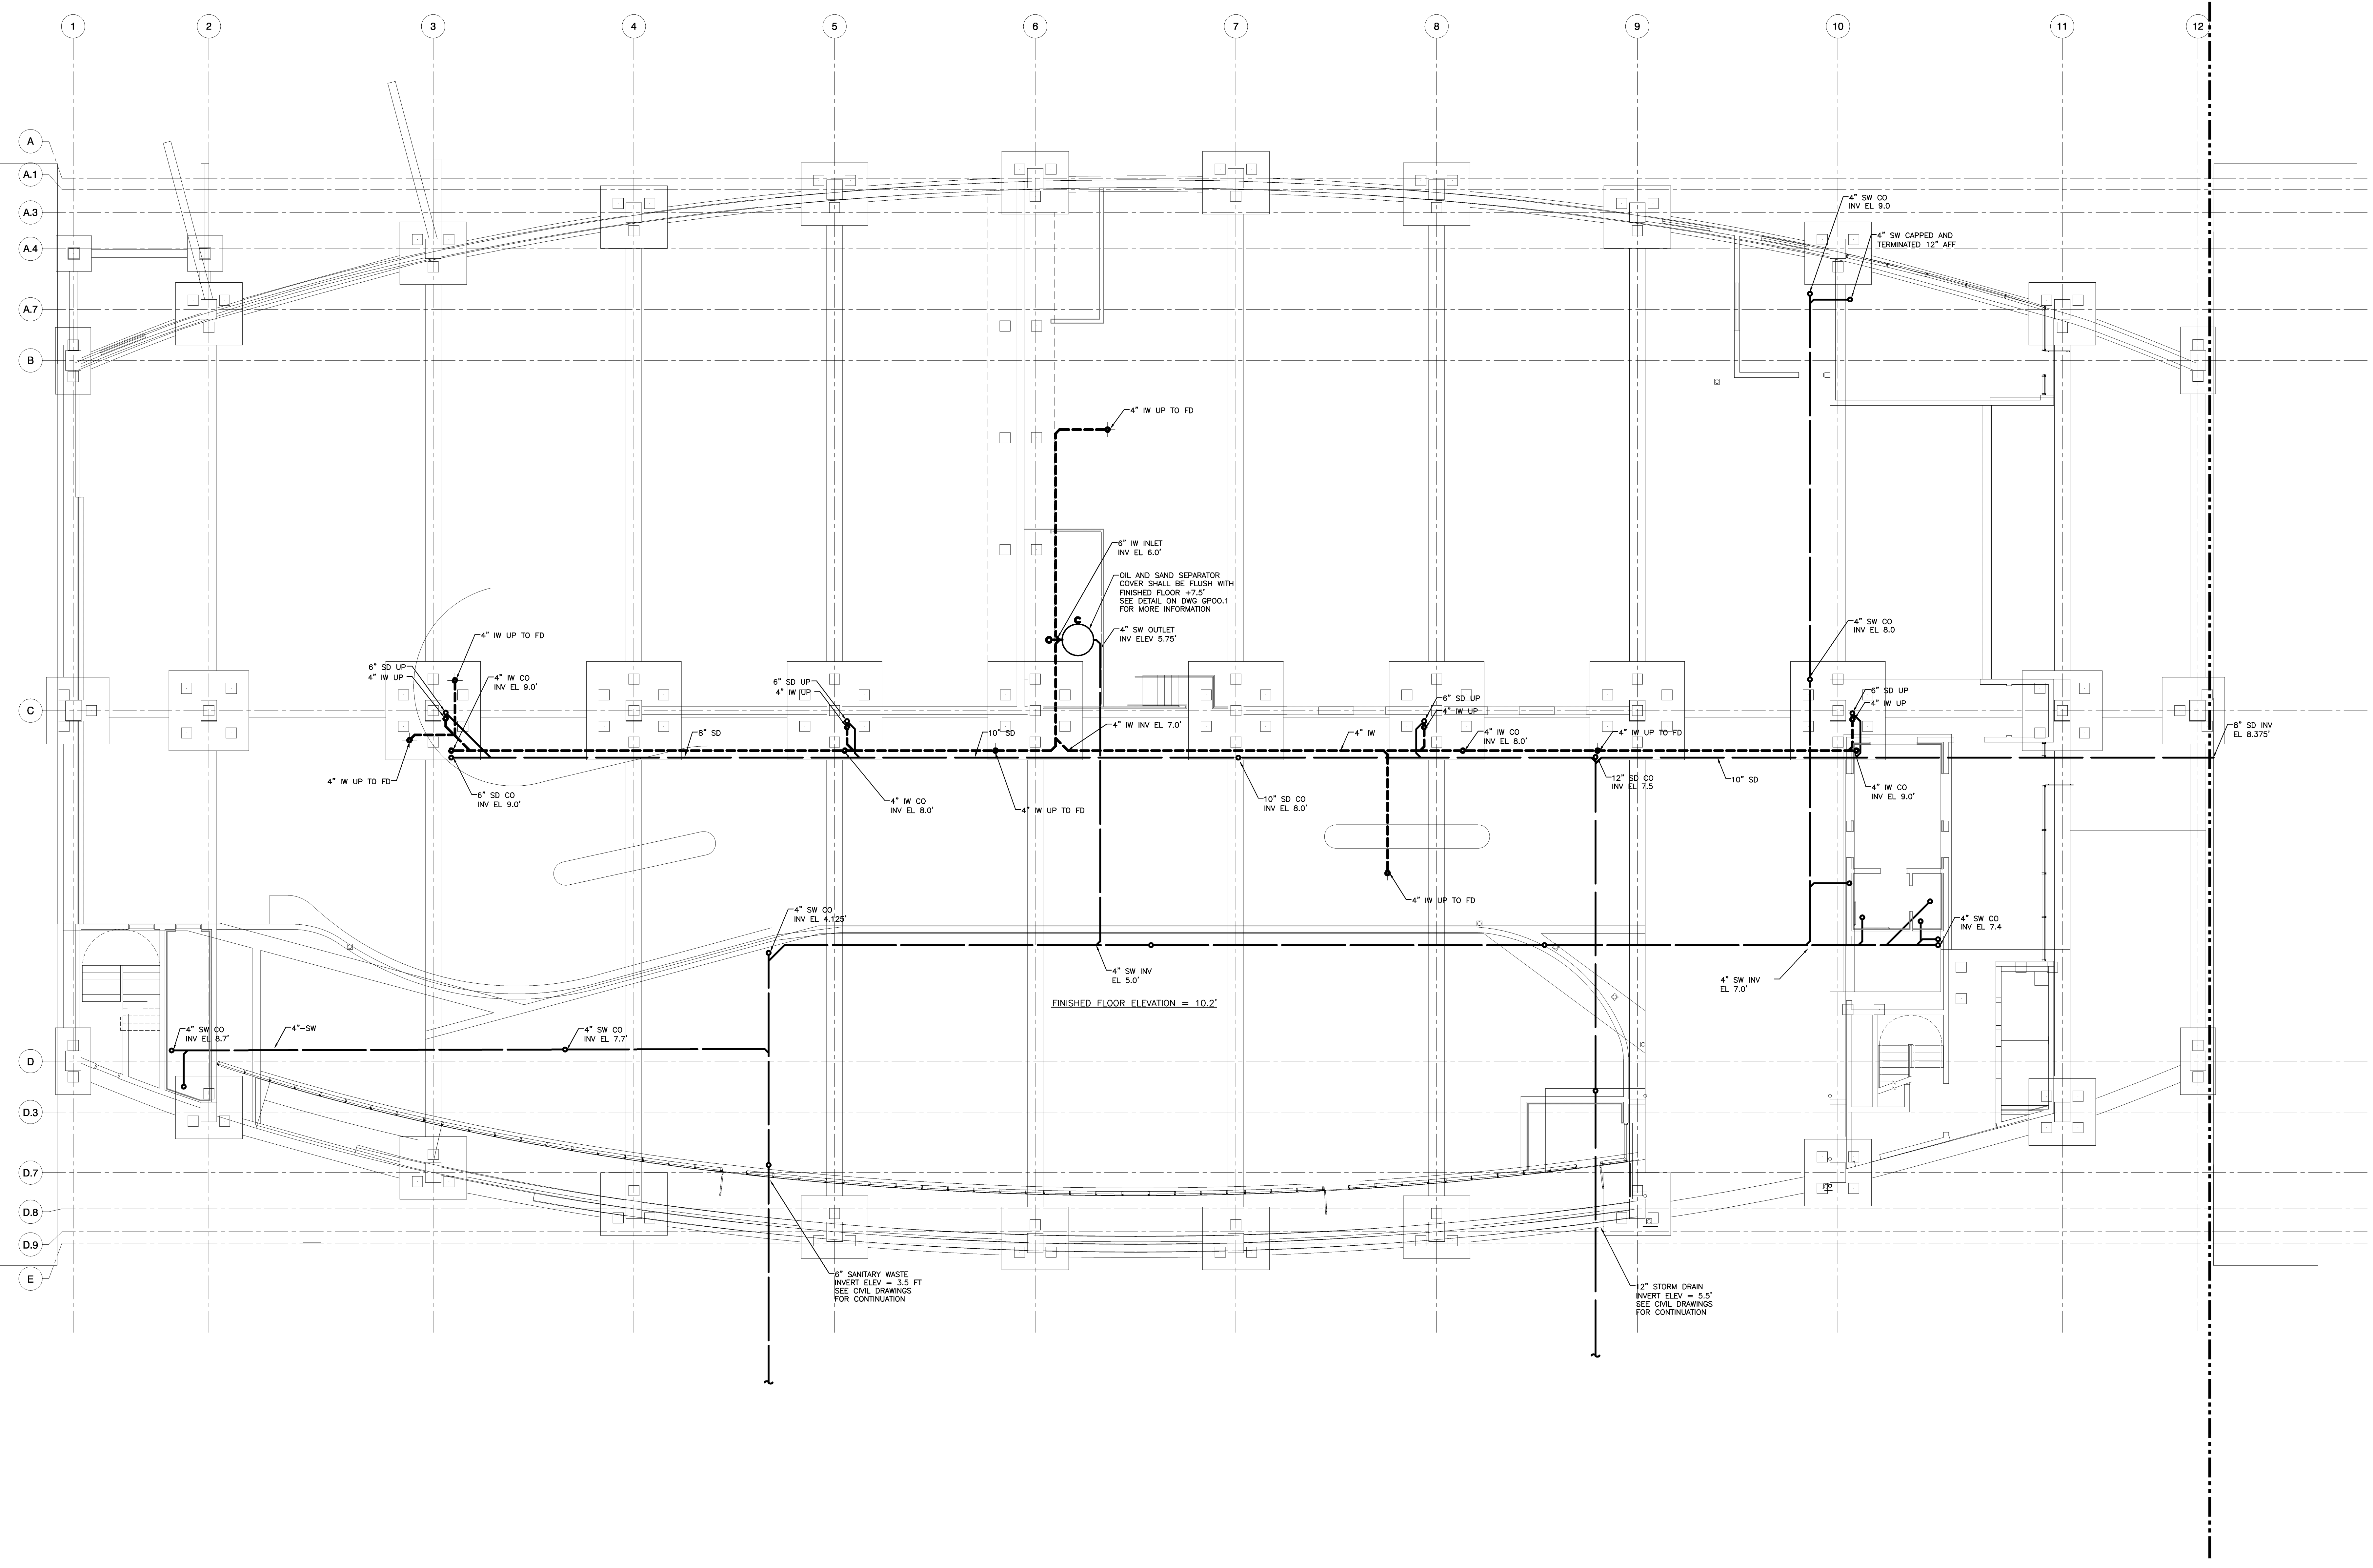 1
2
3
4
5
6
7
8
9
10
11
12
A
A.1
A.3
A.4
A.7
B
C
D
D.3
D.7
D.8
D.9
E
4" SW CO
INV EL 9.0
4" SW CAPPED AND
TERMINATED 12" AFF
4" IW UP TO FD
6" IW INLET
INV EL 6.0'
OIL AND SAND SEPARATOR
COVER SHALL BE FLUSH WITH
FINISHED FLOOR +7.5'
SEE DETAIL ON DWG GP00.1
FOR MORE INFORMATION
4" SW OUTLET
INV ELEV 5.75'
4" SW CO
INV EL 8.0
4" IW UP TO FD
6" SD UP
4" IW UP
4" IW CO
INV EL 9.0'
6" SD UP
4" IW UP
6" SD UP
4" IW UP
6" SD UP
4" IW UP
8" SD
10" SD
4" IW INV EL 7.0'
4" IW
4" IW CO
INV EL 8.0'
4" IW UP TO FD
8" SD INV
EL 8.375'
4" IW UP TO FD
6" SD CO
INV EL 9.0'
4" IW CO
INV EL 8.0'
4" IW UP TO FD
10" SD CO
INV EL 8.0'
12" SD CO
INV EL 7.5
10" SD
4" IW CO
INV EL 9.0'
4" IW UP TO FD
4" SW CO
INV EL 4.125'
4" SW CO
INV EL 7.4
4" SW INV
EL 5.0'
4" SW INV
EL 7.0'
FINISHED FLOOR ELEVATION = 10.2'
4" SW CO
INV EL 8.7'
4"-SW
4" SW CO
INV EL 7.7'
6" SANITARY WASTE
INVERT ELEV = 3.5 FT
SEE CIVIL DRAWINGS
FOR CONTINUATION
12" STORM DRAIN
INVERT ELEV = 5.5'
SEE CIVIL DRAWINGS
FOR CONTINUATION